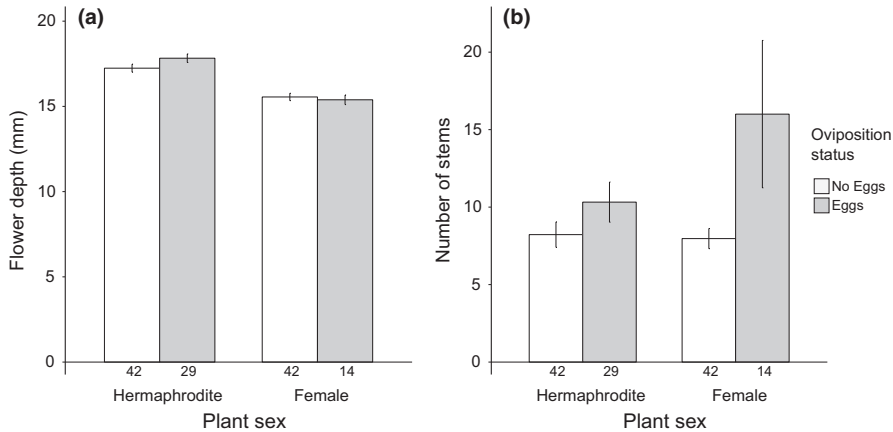 (a)
Flower depth (mm)
20
15
10
5
0
42 29 42 14
Hermaphrodite Female
Plant sex
(b)
Number of stems
20
15
10
5
0
42 29 42 14
Hermaphrodite Female
Plant sex
Oviposition
status
No Eggs
Eggs